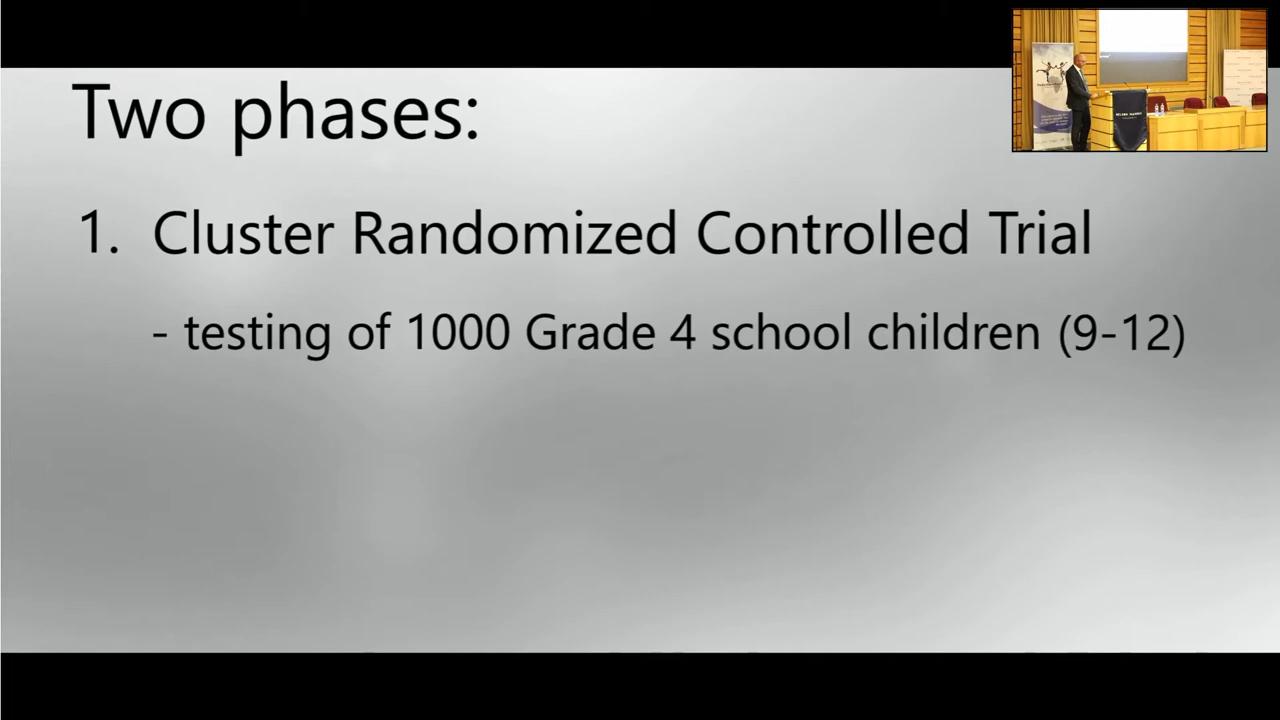 Two phases:
1. Cluster Randomized Controlled Trial
- testing of 1000 Grade 4 school children (9-12)